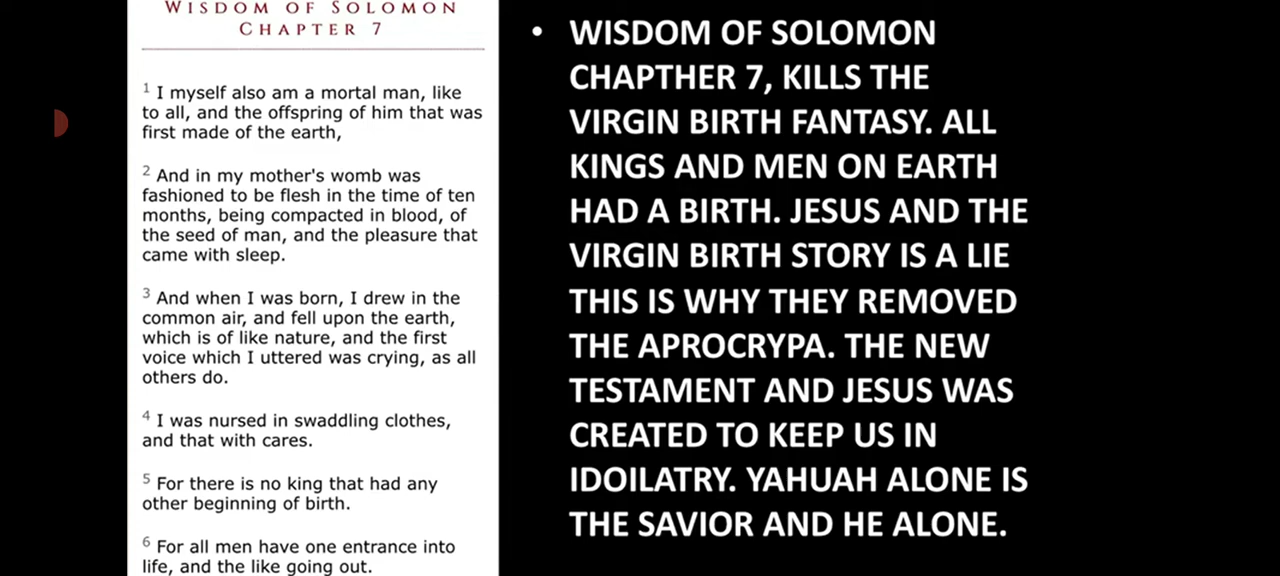 WISDOM OF SOLOMON
CHAPTER 7
1 I myself also am a mortal man, like
to all, and the offspring of him that was
first made of the earth,
2 And in my mother's womb was
fashioned to be flesh in the time of ten
months, being compacted in blood, of
the seed of man, and the pleasure that
came with sleep.
3 And when I was born, I drew in the
common air, and fell upon the earth,
which is of like nature, and the first
voice which I uttered was crying, as all
others do.
4 I was nursed in swaddling clothes,
and that with cares.
5 For there is no king that had any
other beginning of birth.
6 For all men have one entrance into
life, and the like going out.
• WISDOM OF SOLOMON
CHAPTHER 7, KILLS THE
VIRGIN BIRTH FANTASY. ALL
KINGS AND MEN ON EARTH
HAD A BIRTH. JESUS AND THE
VIRGIN BIRTH STORY IS A LIE
THIS IS WHY THEY REMOVED
THE APROCRYPA. THE NEW
TESTAMENT AND JESUS WAS
CREATED TO KEEP US IN
IDOILATRY. YAHUAH ALONE IS
THE SAVIOR AND HE ALONE.